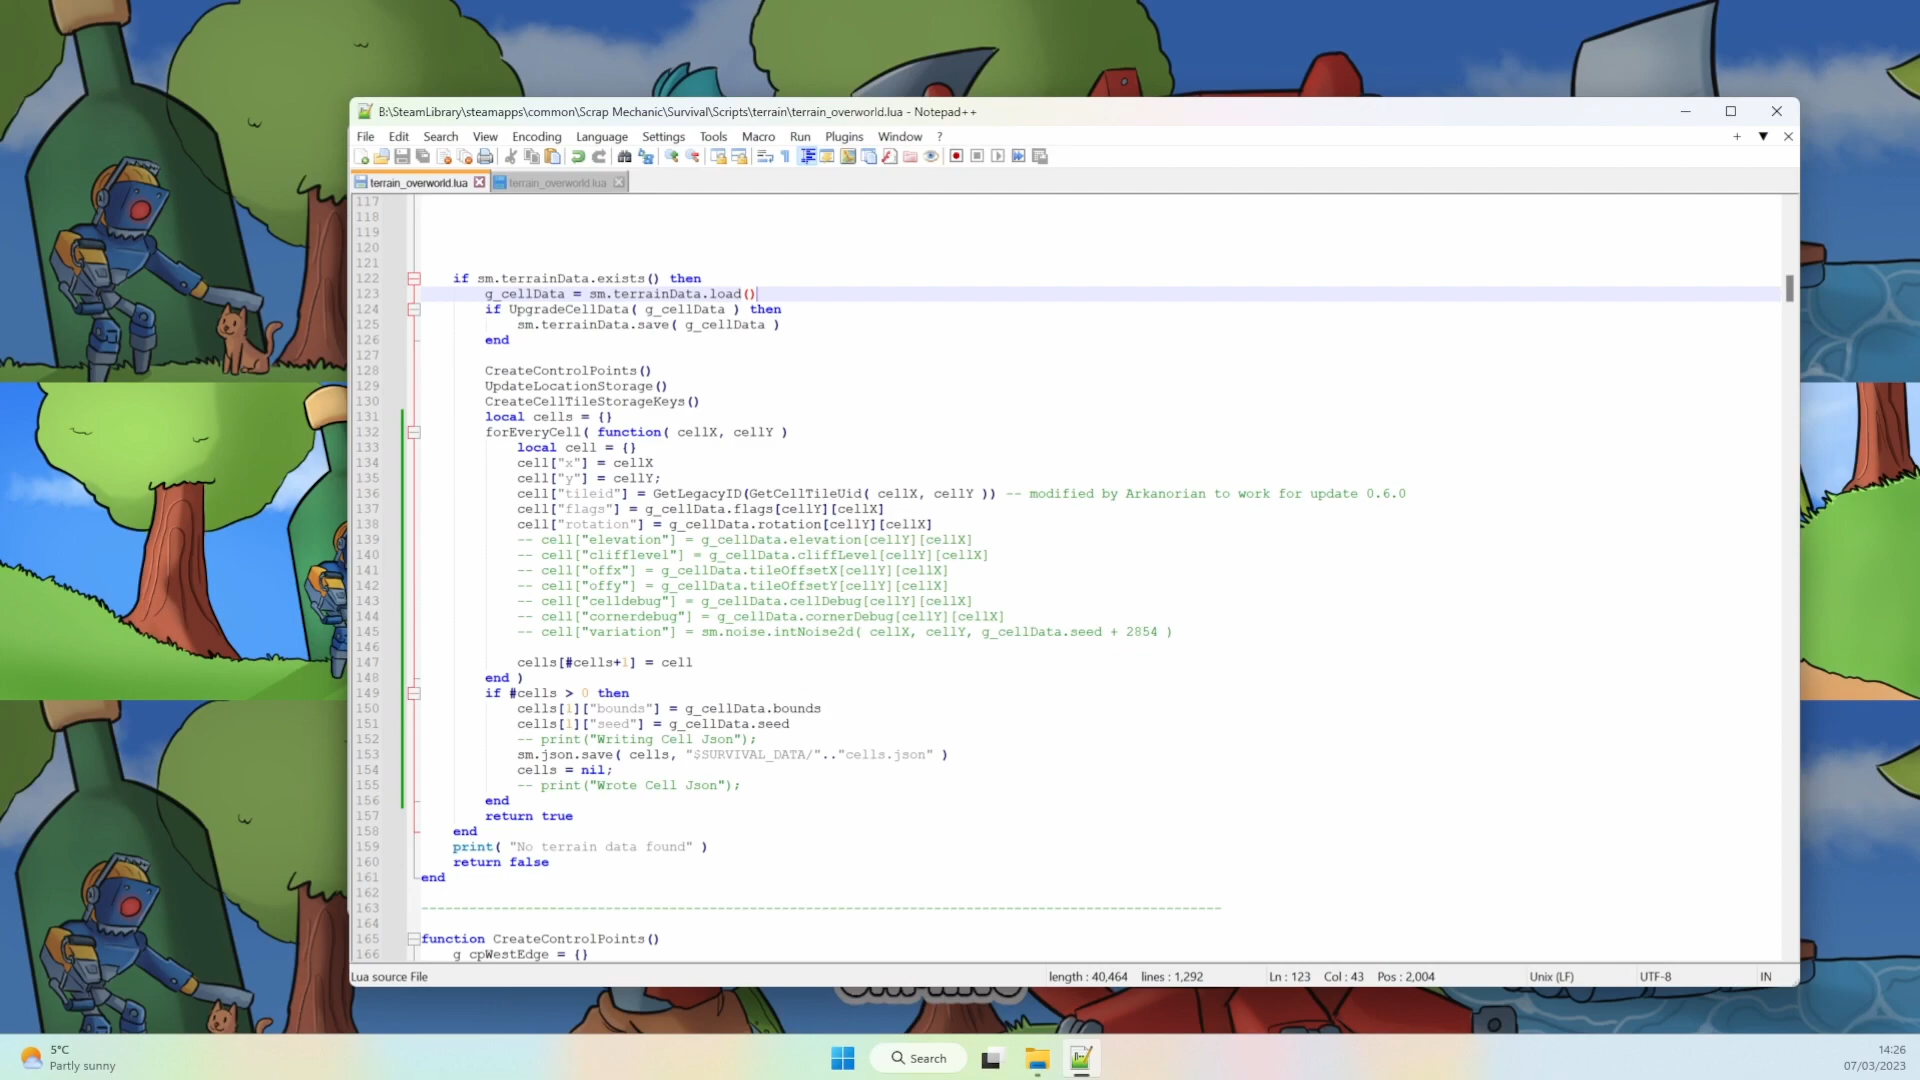 B:\SteamLibrary\steamapps\common\Scrap Mechanic\Survival\Scripts\terrain\terrain_overworld.lua - Notepad++
File Edit Search View Encoding Language Settings Tools Macro Run Plugins Window ?
terrain_overworld.lua terrain_overworld.lua
117
118
119
120
121
122 if sm.terrainData.exists() then
123 g_cellData = sm.terrainData.load()
124 if UpgradeCellData( g_cellData ) then
125 sm.terrainData.save( g_cellData )
126 end
127
128 CreateControlPoints()
129 UpdateLocationStorage()
130 CreateCellTileStorageKeys()
131 local cells = {}
132 forEveryCell( function( cellX, cellY )
133 local cell = {}
134 cell["x"] = cellX
135 cell["y"] = cellY;
136 cell["tileid"] = GetLegacyID(GetCellTileUid( cellX, cellY )) -- modified by Arkanorian to work for update 0.6.0
137 cell["flags"] = g_cellData.flags[cellY][cellX]
138 cell["rotation"] = g_cellData.rotation[cellY][cellX]
139 -- cell["elevation"] = g_cellData.elevation[cellY][cellX]
140 -- cell["clifflevel"] = g_cellData.cliffLevel[cellY][cellX]
141 -- cell["offx"] = g_cellData.tileOffsetX[cellY][cellX]
142 -- cell["offy"] = g_cellData.tileOffsetY[cellY][cellX]
143 -- cell["celldebug"] = g_cellData.cellDebug[cellY][cellX]
144 -- cell["cornerdebug"] = g_cellData.cornerDebug[cellY][cellX]
145 -- cell["variation"] = sm.noise.intNoise2d( cellX, cellY, g_cellData.seed + 2854 )
146
147 cells[#cells+1] = cell
148 end )
149 if #cells > 0 then
150 cells[1]["bounds"] = g_cellData.bounds
151 cells[1]["seed"] = g_cellData.seed
152 -- print("Writing Cell Json");
153 sm.json.save( cells, "$SURVIVAL_DATA/".."cells.json" )
154 cells = nil;
155 -- print("Wrote Cell Json");
156 end
157 return true
158 end
159 print( "No terrain data found" )
160 return false
161 end
162
163 ----------------------------------------------------------------------------------------------------
164
165 function CreateControlPoints()
166 g_cpWestEdge = {}
Lua source File length : 40,464 lines : 1,292 Ln : 123 Col : 43 Pos : 2,004 Unix (LF) UTF-8 IN
5°C
Partly sunny
Search
14:26
07/03/2023